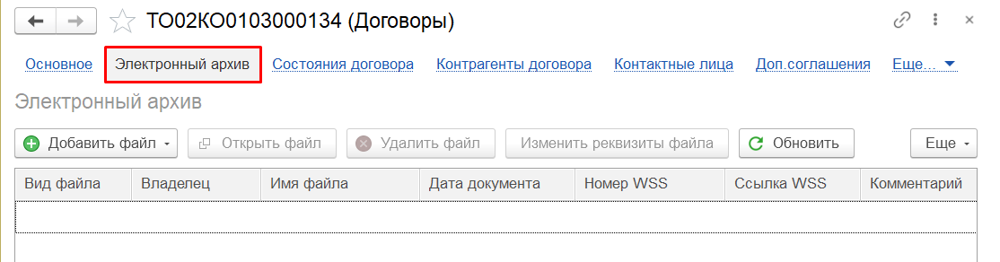 ТО02КО0103000134 (Договоры)
Основное Электронный архив Состояния договора Контрагенты договора Контактные лица Доп.соглашения Еще...
Электронный архив
Добавить файл Открыть файл Удалить файл Изменить реквизиты файла Обновить Еще
Вид файла Владелец Имя файла Дата документа Номер WSS Ссылка WSS Комментарий